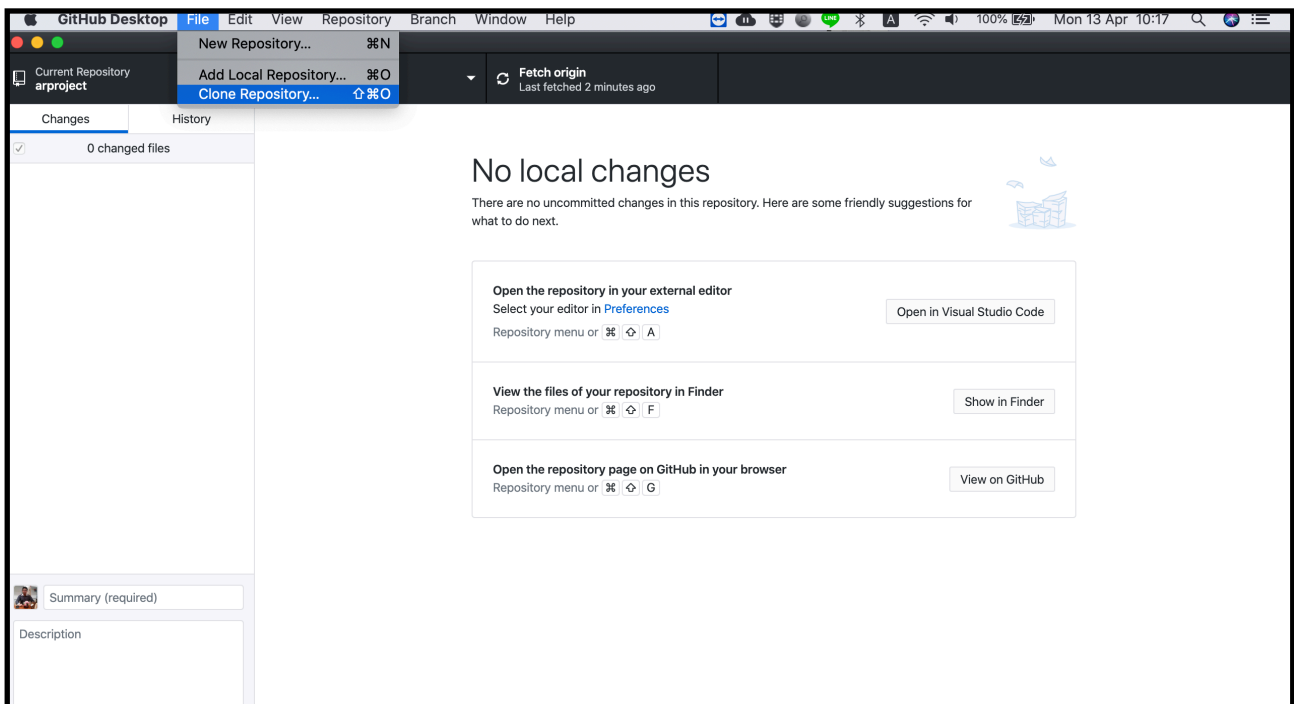 GitHub Desktop File Edit View Repository Branch Window Help LINE A 100% Mon 13 Apr 10:17
New Repository... ⌘N
Add Local Repository... ⌘O
Clone Repository... ⇧⌘O
Current Repository
arproject
Fetch origin
Last fetched 2 minutes ago
Changes History
0 changed files
No local changes
There are no uncommitted changes in this repository. Here are some friendly suggestions for
what to do next.
Open the repository in your external editor
Select your editor in Preferences
Repository menu or ⌘ ⇧ A
Open in Visual Studio Code
View the files of your repository in Finder
Repository menu or ⌘ ⇧ F
Show in Finder
Open the repository page on GitHub in your browser
Repository menu or ⌘ ⇧ G
View on GitHub
Summary (required)
Description